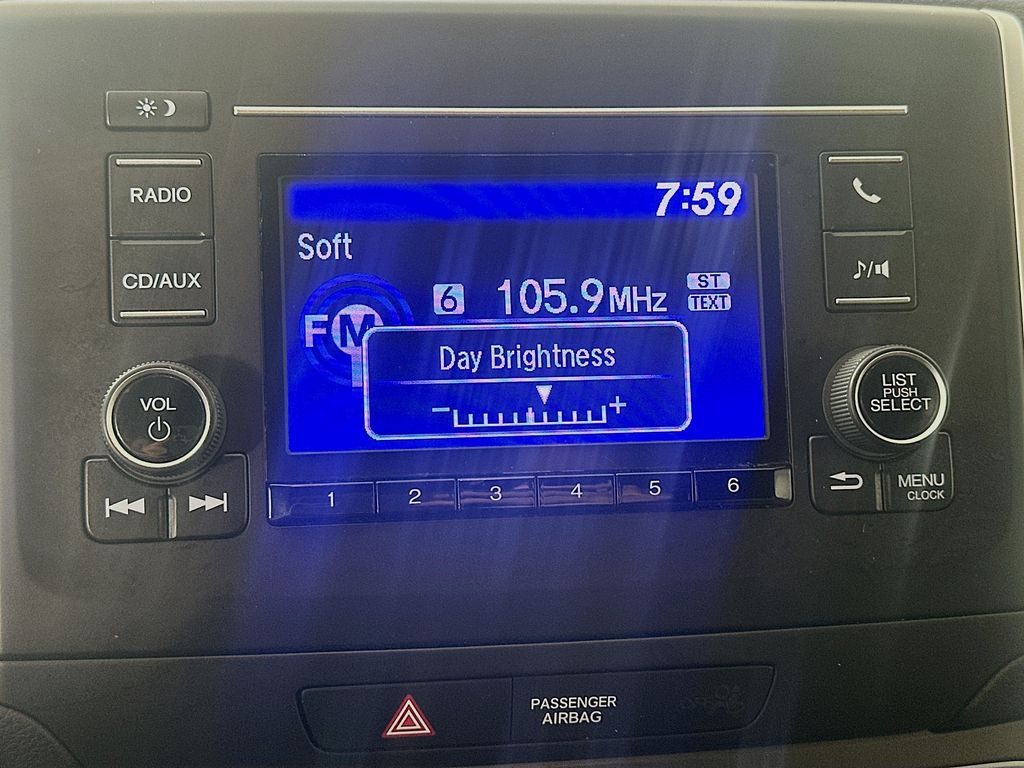 7:59
RADIO
Soft
CD/AUX
6 105.9MHz ST
TEXT
FM
Day Brightness
− +
VOL
LIST
PUSH
SELECT
1 2 3 4 5 6
MENU
CLOCK
PASSENGER
AIRBAG